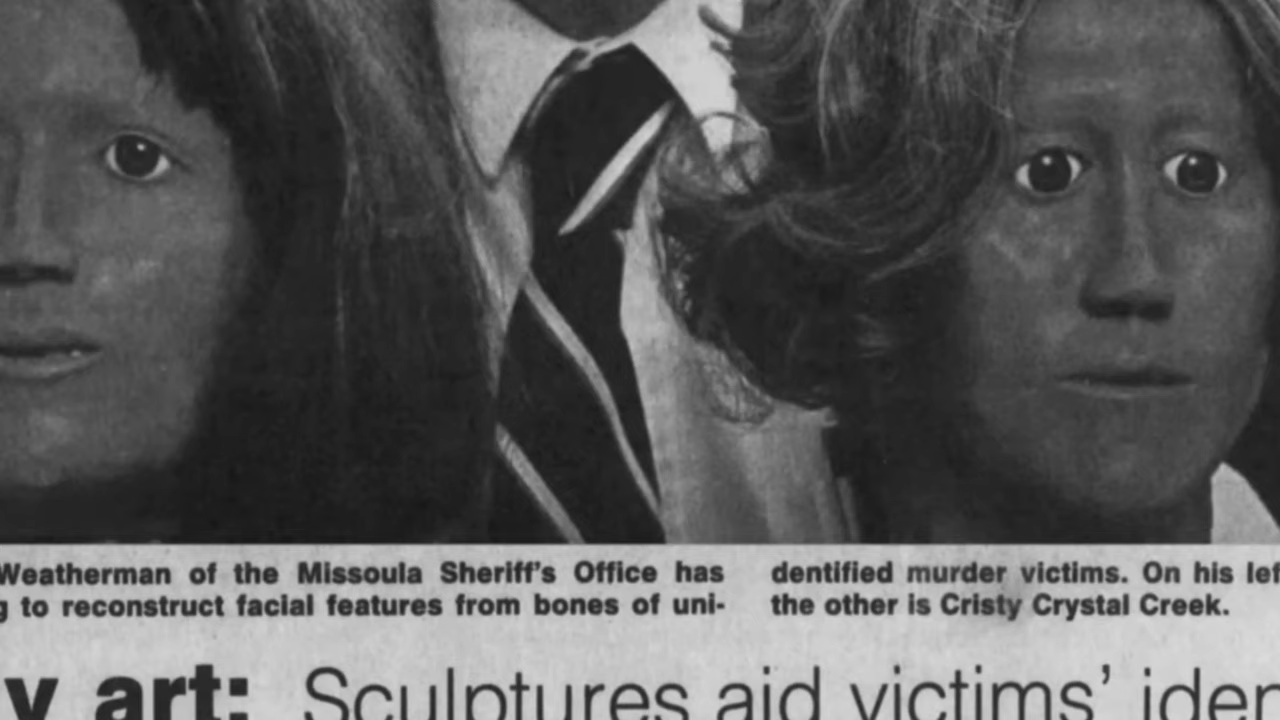 Weatherman of the Missoula Sheriff's Office has
g to reconstruct facial features from bones of uni-
dentified murder victims. On his lef
the other is Cristy Crystal Creek.
y art: Sculptures aid victims' iden